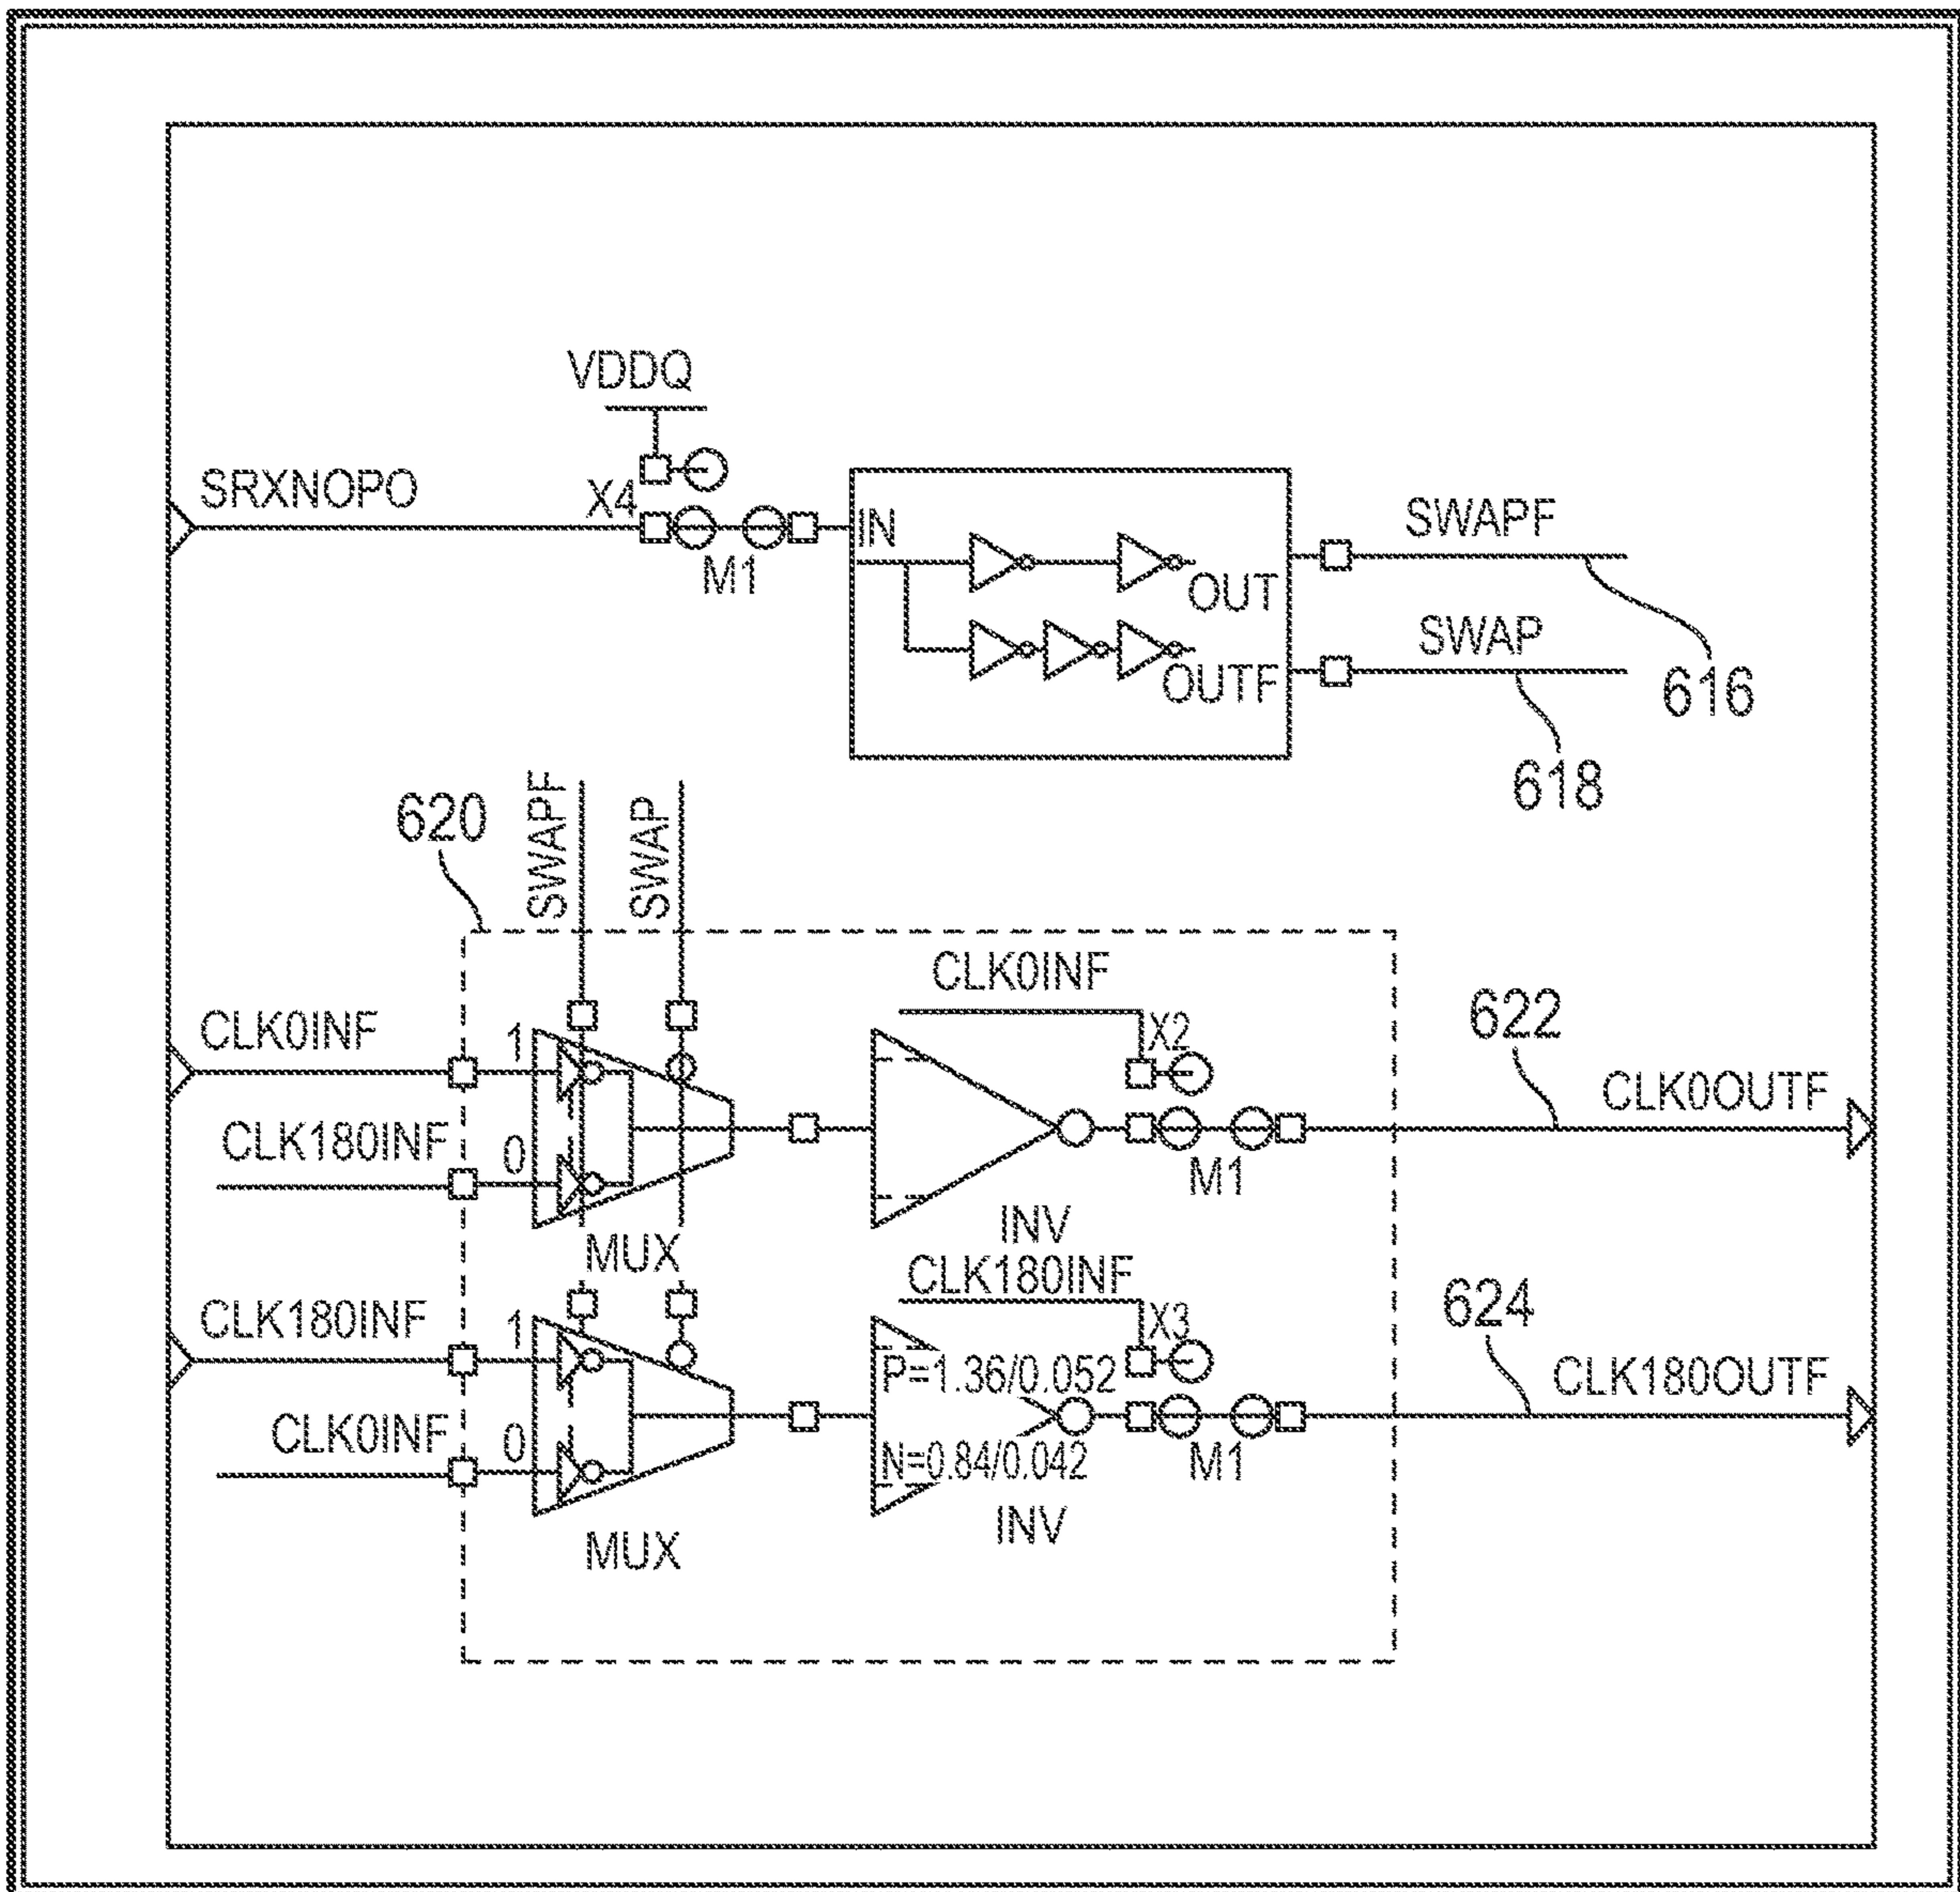 VDDQ
SRXNOPO
X4
M1
IN
OUT
OUTF
SWAPF
SWAP
616
618
620
SWAPF
SWAP
CLK0INF
CLK0INF
1
X2
622
CLK0OUTF
CLK180INF
0
M1
MUX
INV
CLK180INF
CLK180INF
1
X3
624
P=1.36/0.052
CLK180OUTF
CLK0INF
0
N=0.84/0.042
M1
MUX
INV